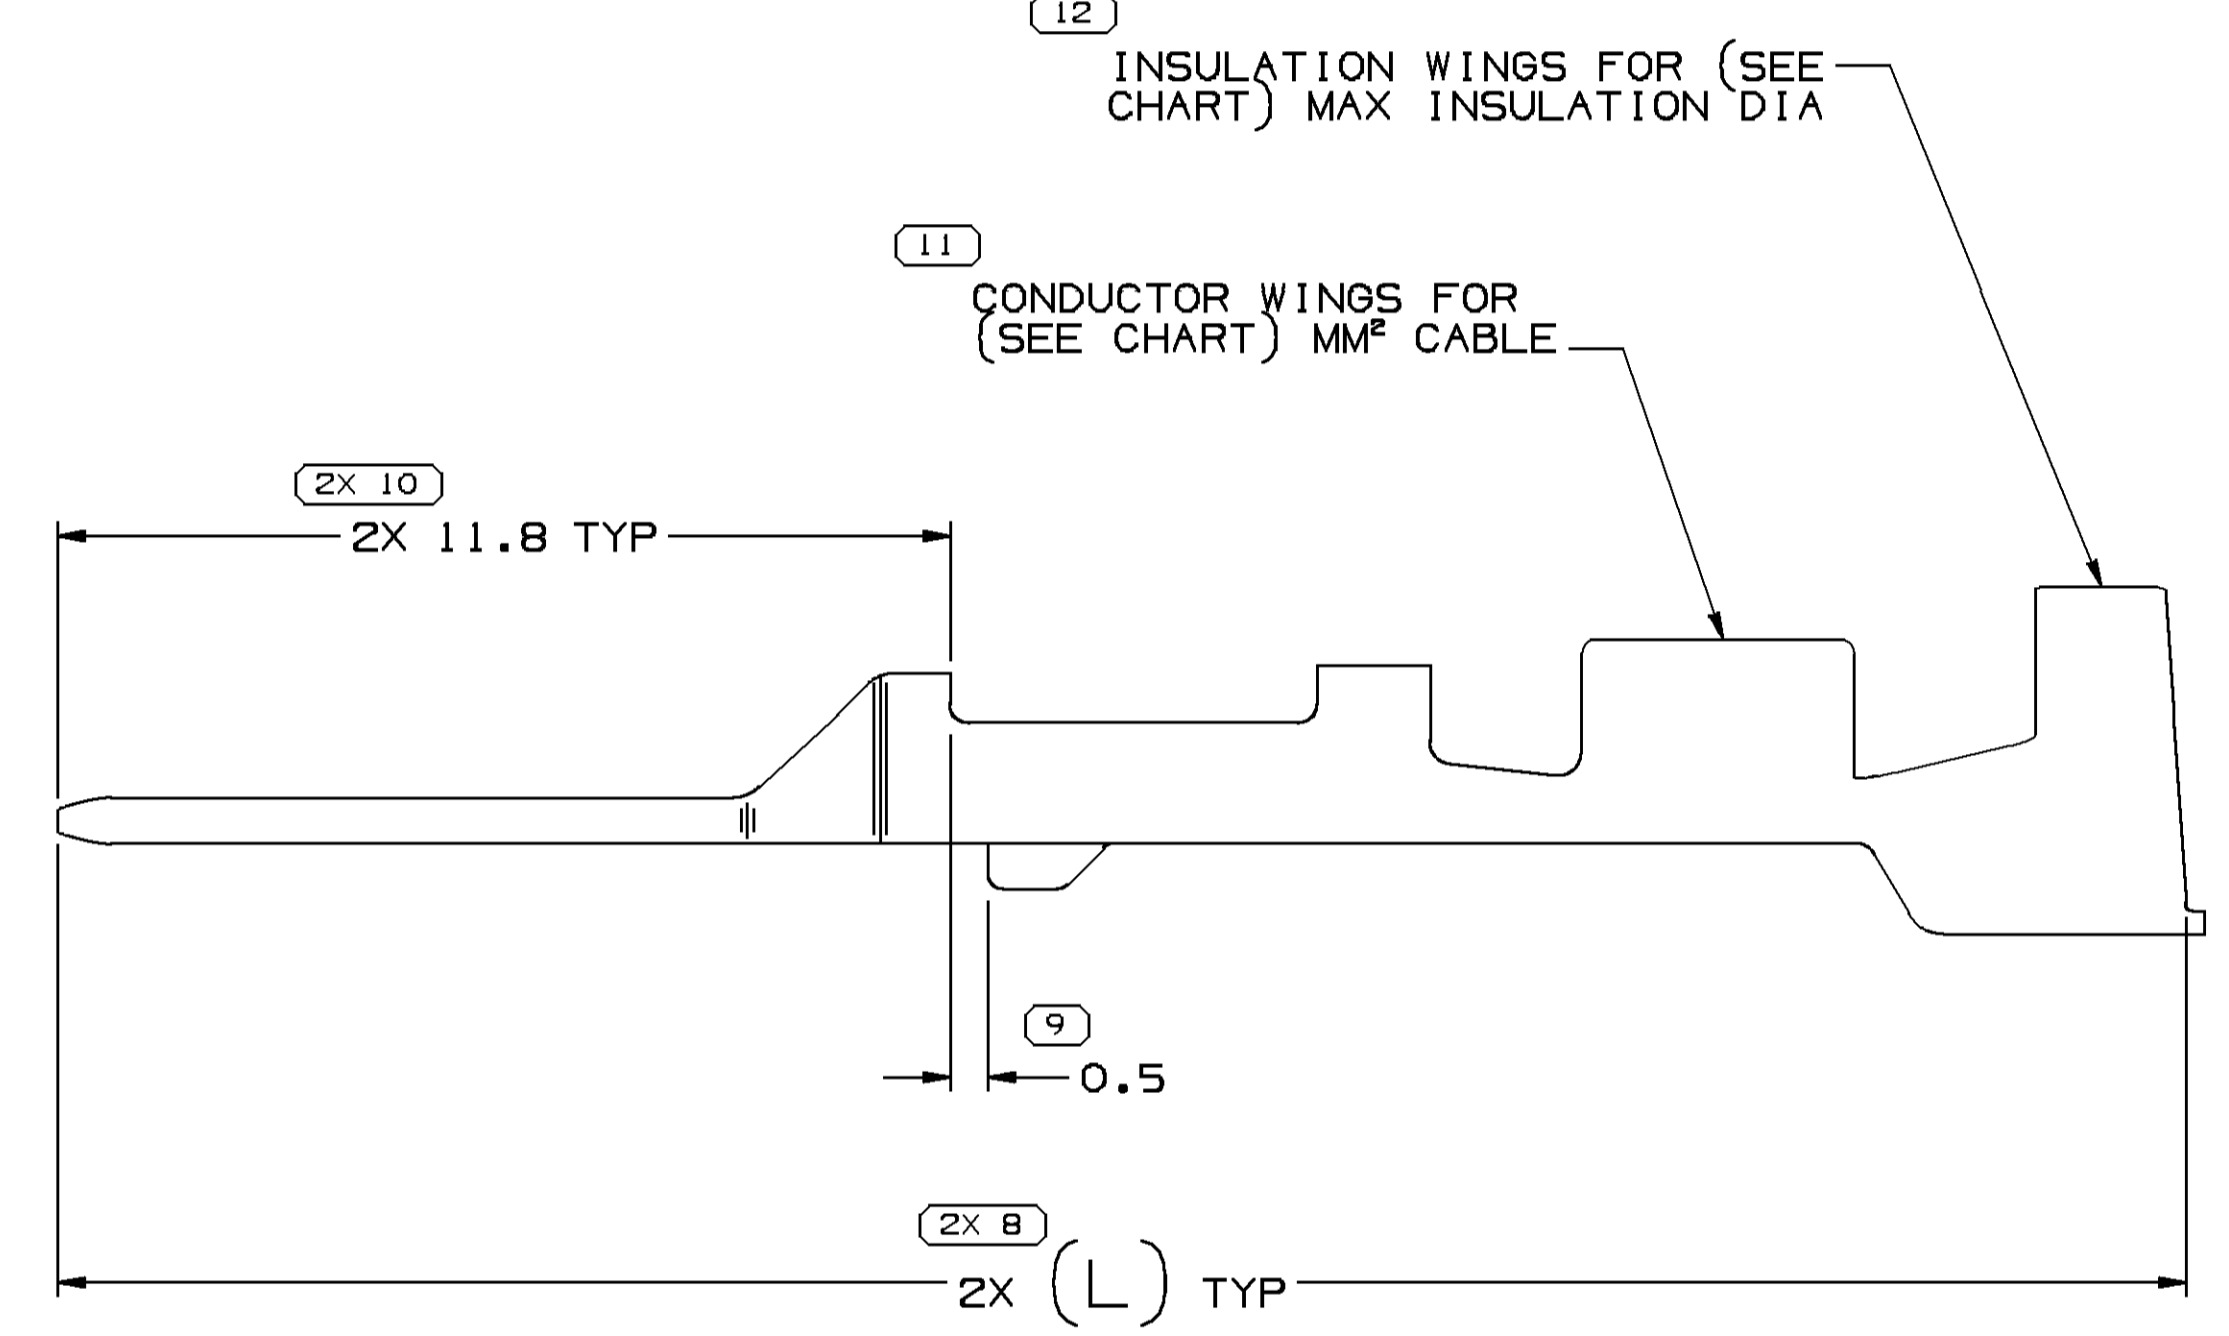 12
INSULATION WINGS FOR (SEE
CHART) MAX INSULATION DIA
11
CONDUCTOR WINGS FOR
(SEE CHART) MM² CABLE
2X 10
2X 11.8 TYP
9
0.5
2X 8
2X (L) TYP